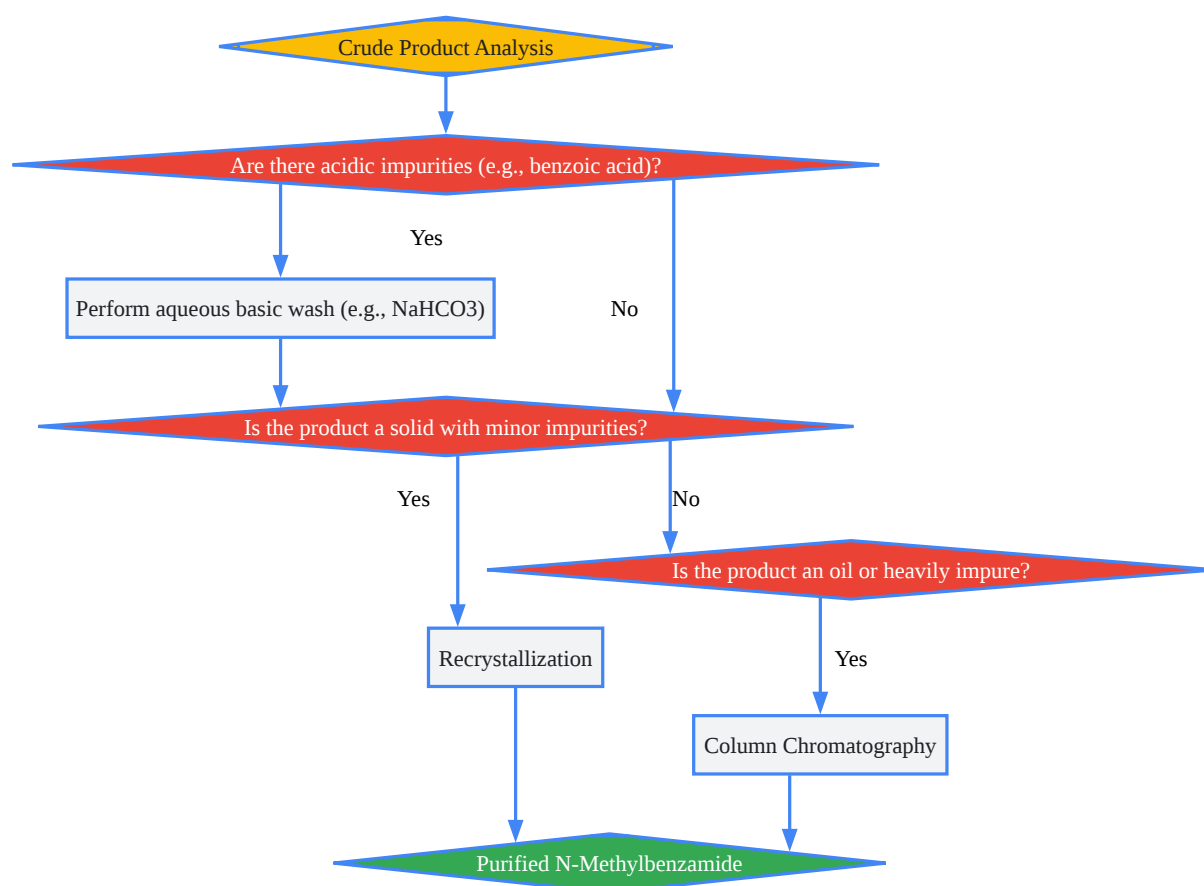 Crude Product Analysis
Are there acidic impurities (e.g., benzoic acid)?
Yes
Perform aqueous basic wash (e.g., NaHCO3)
No
Is the product a solid with minor impurities?
Yes
No
Is the product an oil or heavily impure?
Recrystallization
Yes
Column Chromatography
Purified N-Methylbenzamide